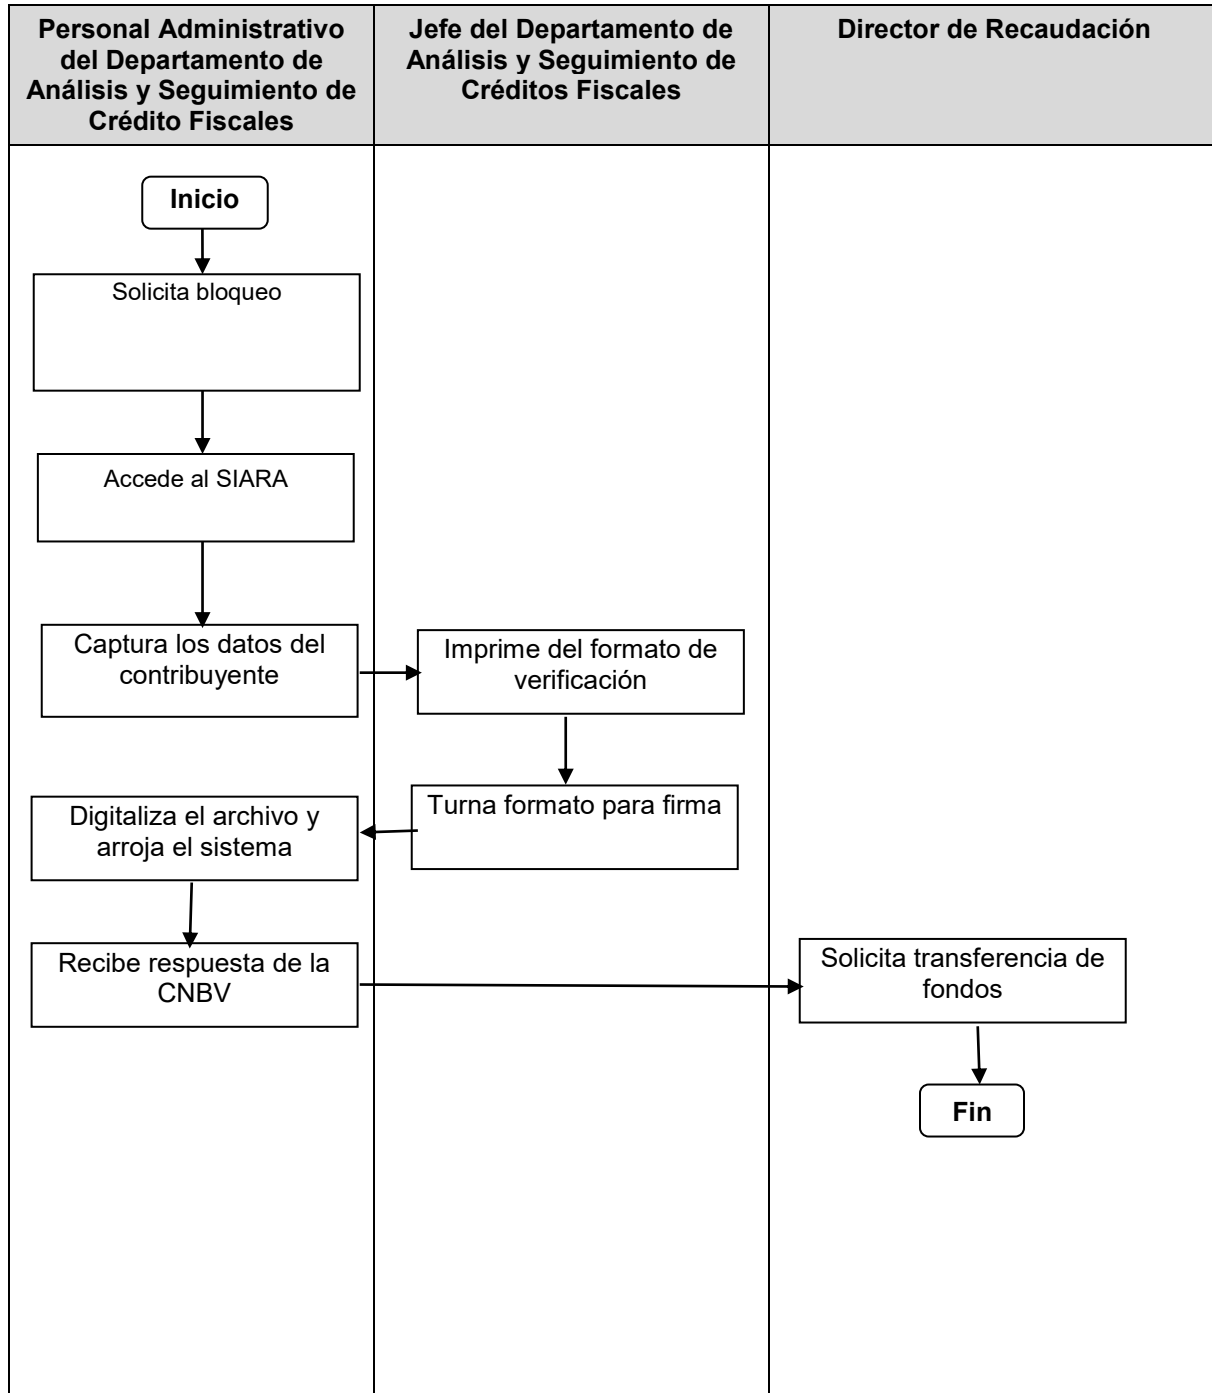 Personal Administrativo
del Departamento de
Análisis y Seguimiento de
Crédito Fiscales
Jefe del Departamento de
Análisis y Seguimiento de
Créditos Fiscales
Director de Recaudación
Inicio
Solicita bloqueo
Accede al SIARA
Captura los datos del
contribuyente
Imprime del formato de
verificación
Turna formato para firma
Digitaliza el archivo y
arroja el sistema
Recibe respuesta de la
CNBV
Solicita transferencia de
fondos
Fin